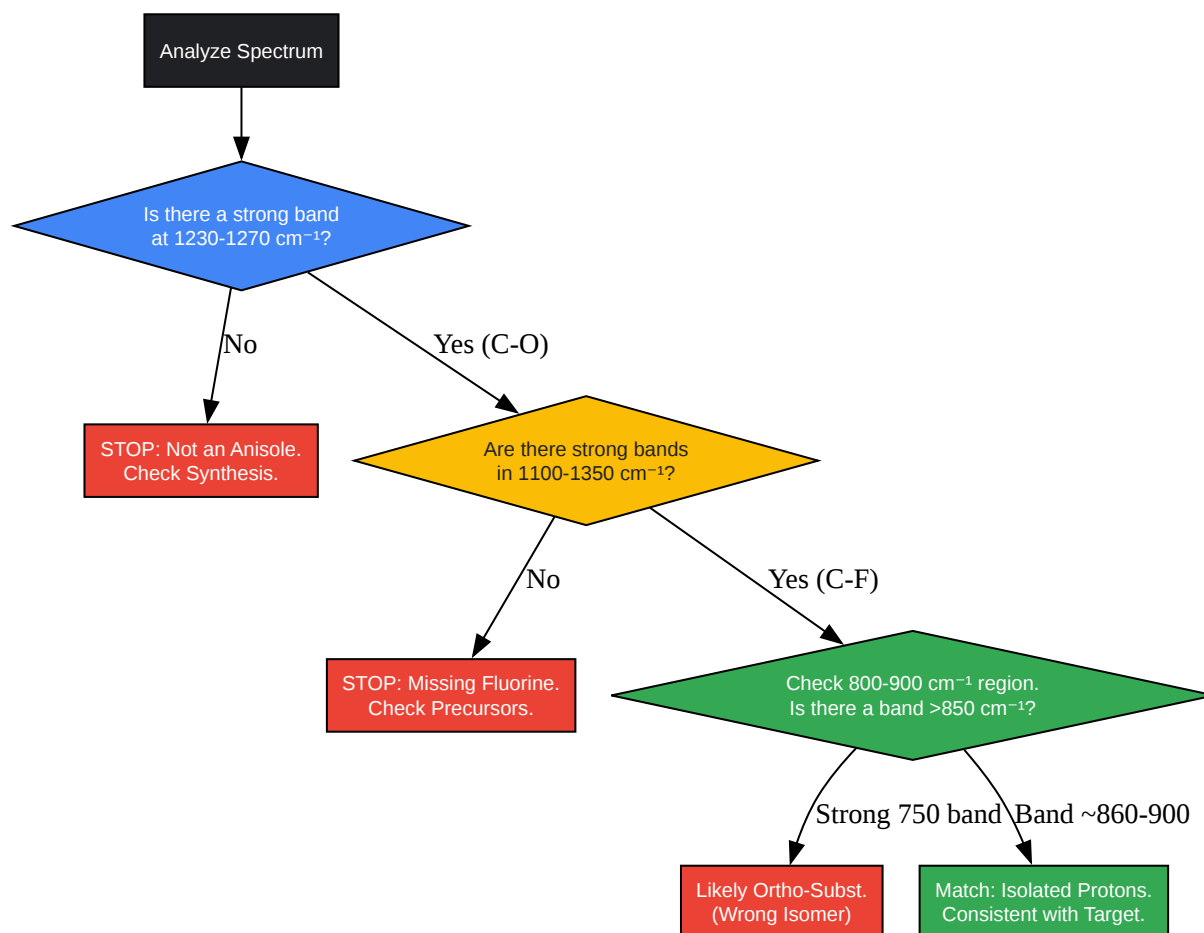 Analyze Spectrum
Is there a strong band
at 1230-1270 cm⁻¹?
No
Yes (C-O)
STOP: Not an Anisole.
Check Synthesis.
Are there strong bands
in 1100-1350 cm⁻¹?
No
Yes (C-F)
STOP: Missing Fluorine.
Check Precursors.
Check 800-900 cm⁻¹ region.
Is there a band >850 cm⁻¹?
Strong 750 band
Band ~860-900
Likely Ortho-Subst.
(Wrong Isomer)
Match: Isolated Protons.
Consistent with Target.